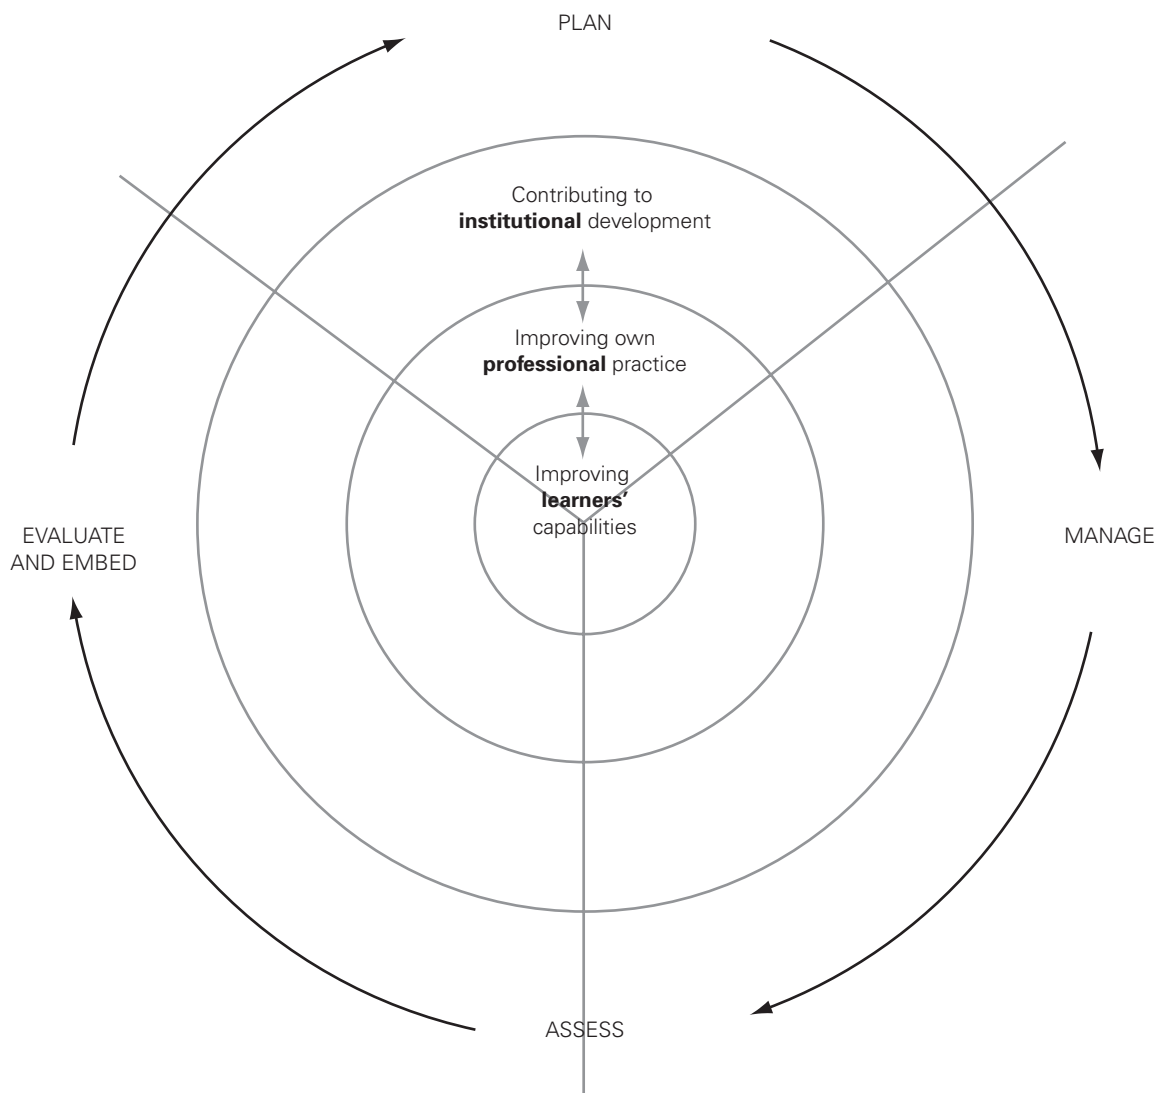 PLAN
Contributing to
institutional development
Improving own
professional practice
Improving
learners’
capabilities
EVALUATE
AND EMBED
MANAGE
ASSESS